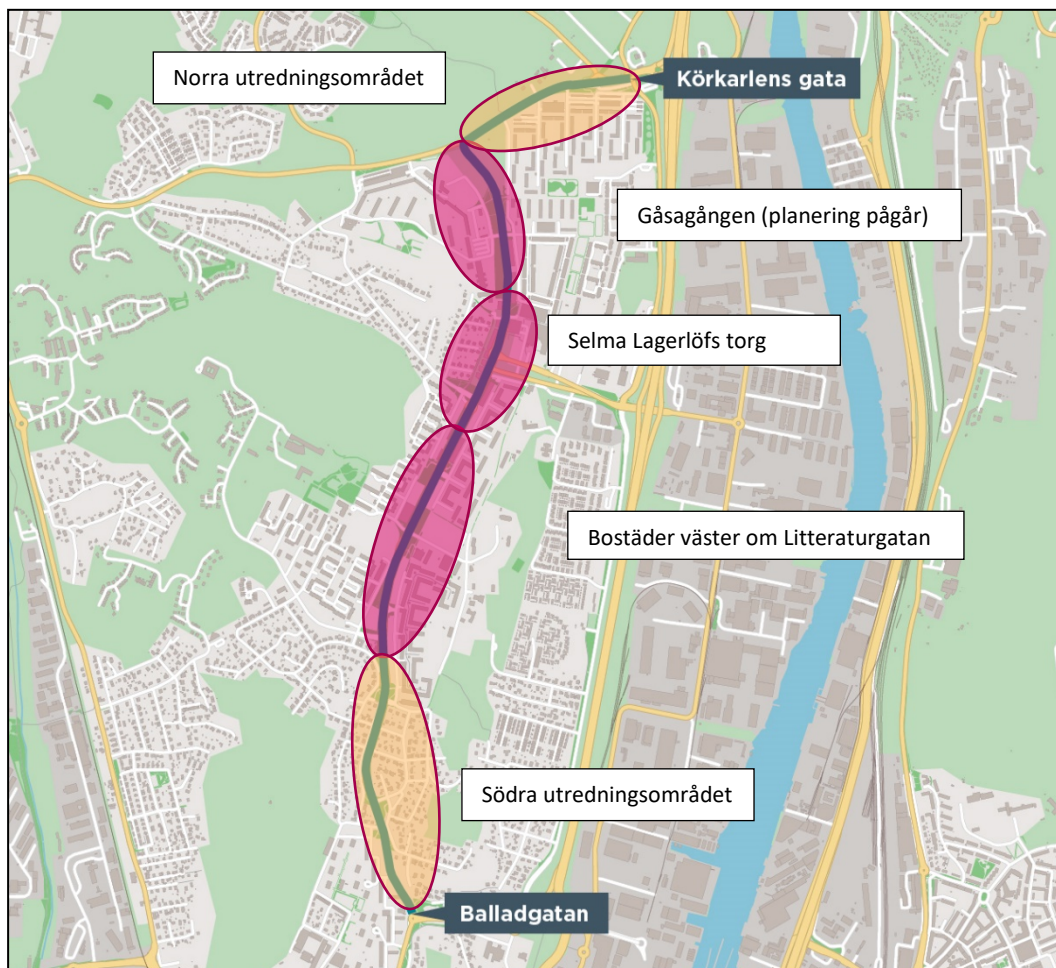 Norra utredningsområdet
Körkarlens gata
Gåsagången (planering pågår)
Selma Lagerlöfs torg
Bostäder väster om Litteraturgatan
Södra utredningsområdet
Balladgatan